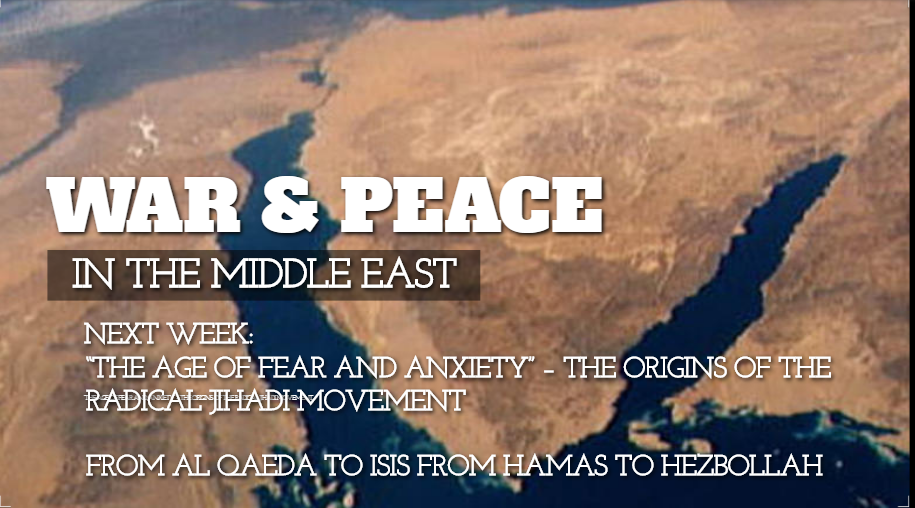 WAR & PEACE
IN THE MIDDLE EAST
NEXT WEEK:
“THE AGE OF FEAR AND ANXIETY” – THE ORIGINS OF THE
RADICAL JIHADI MOVEMENT
FROM AL QAEDA TO ISIS FROM HAMAS TO HEZBOLLAH